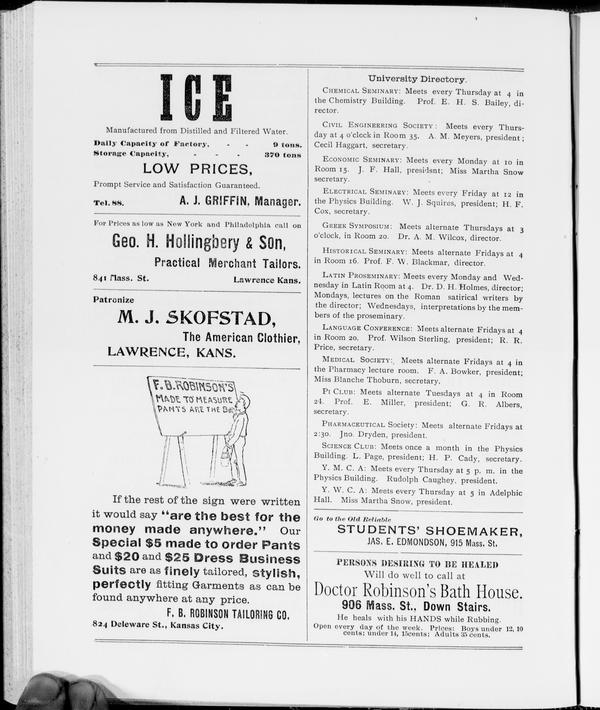 ICE
Manufactured from Distilled and Filtered Water.
Daily Capacity of Factory, - - 9 tons.
Storage Capacity, - - - 370 tons
LOW PRICES,
Prompt Service and Satisfaction Guaranteed.
Tel. 88. A. J. GRIFFIN, Manager.
For Prices as low as New York and Philadelphia call on
Geo. H. Hollingbery & Son,
Practical Merchant Tailors.
841 Mass. St. Lawrence Kans.
Patronize
M. J. SKOFSTAD,
The American Clothier,
LAWRENCE, KANS.
F. B. ROBINSON'S
MADE TO MEASURE
PANTS ARE THE BE
If the rest of the sign were written
it would say "are the best for the
money made anywhere." Our
Special $5 made to order Pants
and $20 and $25 Dress Business
Suits are as finely tailored, stylish,
perfectly fitting Garments as can be
found anywhere at any price.
F. B. ROBINSON TAILORING CO.
824 Deleware St., Kansas City.
University Directory.
CHEMICAL SEMINARY: Meets every Thursday at 4 in
the Chemistry Building. Prof. E. H. S. Bailey, di-
rector.
CIVIL ENGINEERING SOCIETY: Meets every Thurs-
day at 4 o'clock in Room 35. A. M. Meyers, president;
Cecil Haggart, secretary.
ECONOMIC SEMINARY: Meets every Monday at 10 in
Room 15. J. F. Hall, presidsnt; Miss Martha Snow
secretary.
ELECTRICAL SEMINARY: Meets every Friday at 12 in
the Physics Building. W. J. Squires, president; H. F.
Cox, secretary.
GREEK SYMPOSIUM: Meets alternate Thursdays at 3
o'clock, in Room 20. Dr. A. M. Wilcox, director.
HISTORICAL SEMINARY: Meets alternate Fridays at 4
in Room 16. Prof. F. W. Blackmar, director.
LATIN PROSEMINARY: Meets every Monday and Wed-
nesday in Latin Room at 4. Dr. D. H. Holmes, director;
Mondays, lectures on the Roman satirical writers by
the director; Wednesdays, interpretations by the mem-
bers of the proseminary.
LANGUAGE CONFERENCE: Meets alternate Fridays at 4
in Room 20. Prof. Wilson Sterling, president; R. R.
Price, secretary.
MEDICAL SOCIETY: Meets alternate Fridays at 4 in
the Pharmacy lecture room. F. A. Bowker, president;
Miss Blanche Thoburn, secretary.
PI CLUB: Meets alternate Tuesdays at 4 in Room
24. Prof. E. Miller, president; G. R. Albers,
secretary.
PHARMACEUTICAL Society: Meets alternate Fridays at
2:30. Jno. Dryden, president.
SCIENCE CLUB: Meets once a month in the Physics
Building. L. Page, president; H. P. Cady, secretary.
Y. M. C. A: Meets every Thursday at 5 p. m. in the
Physics Building. Rudolph Caughey, president.
Y. W. C. A: Meets every Thursday at 5 in Adelphic
Hall. Miss Martha Snow, president.
Go to the Old Reliable
STUDENTS' SHOEMAKER,
JAS. E. EDMONDSON, 915 Mass. St.
PERSONS DESIRING TO BE HEALED
Will do well to call at
Doctor Robinson's Bath House.
906 Mass. St., Down Stairs.
He heals with his HANDS while Rubbing.
Open every day of the week. Prices: Boys under 12, 10
cents; under 14, 15cents; Adults 35 cents.